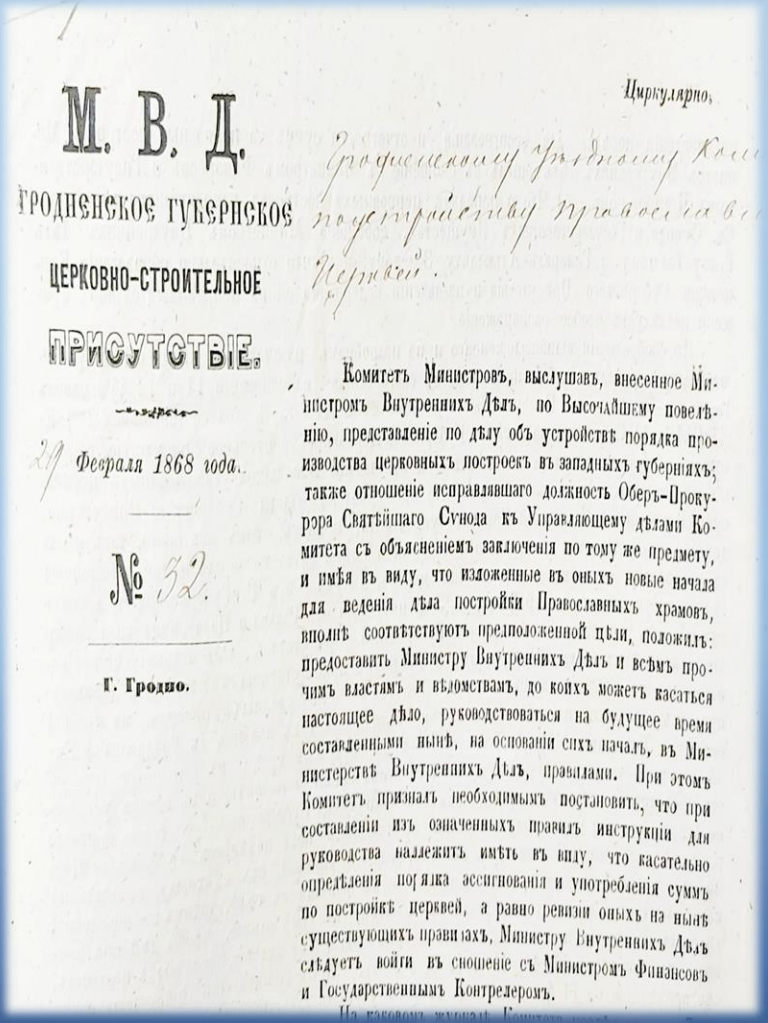 М. В. Д.
ГРОДНЕНСКОЕ ГУБЕРНСКОЕ
ЦЕРКОВНО-СТРОИТЕЛЬНОЕ
ПРИСУТСТВІЕ.
29 Февраля 1868 года.
№ 32.
Г. Гродно.
Циркулярно.
Гродненскому Уѣздному Ком
по устройству Православн
Церквей.
Комитетъ Министровъ, выслушавъ, внесенное Ми-
нистромъ Внутреннихъ Дѣлъ, по Высочайшему повелѣ-
нію, представленіе по дѣлу объ устройствѣ порядка про-
изводства церковныхъ построекъ въ западныхъ губерніяхъ;
также отношеніе исправлявшаго должность Оберъ-Проку-
рора Святѣйшаго Сѵнода къ Управляющему дѣлами Ко-
митета съ объясненіемъ заключенія по тому же предмету,
и имѣя въ виду, что изложенные въ оныхъ новые начала
для веденія дѣла постройки Православныхъ храмовъ,
вполнѣ соотвѣтствуютъ предположенной цѣли, положилъ:
предоставить Министру Внутреннихъ Дѣлъ и всѣмъ про-
чимъ властямъ и вѣдомствамъ, до коихъ можетъ касаться
настоящее дѣло, руководствоваться на будущее время
составленными нынѣ, на основаніи сихъ началъ, въ Ми-
нистерствѣ Внутреннихъ Дѣлъ, правилами. При этомъ
Комитетъ призналъ необходимымъ постановить, что при
составленіи изъ означенныхъ правилъ инструкціи для
руководства надлежитъ имѣть въ виду, что касательно
опредѣленія порядка ассигнованія и употребленія суммъ
по постройкѣ церквей, а равно ревизіи оныхъ на нынѣ
существующихъ правилахъ, Министру Внутреннихъ Дѣлъ
слѣдуетъ войти въ сношеніе съ Министромъ Финансовъ
и Государственнымъ Контролеромъ.
На каковомъ журналѣ Комитета